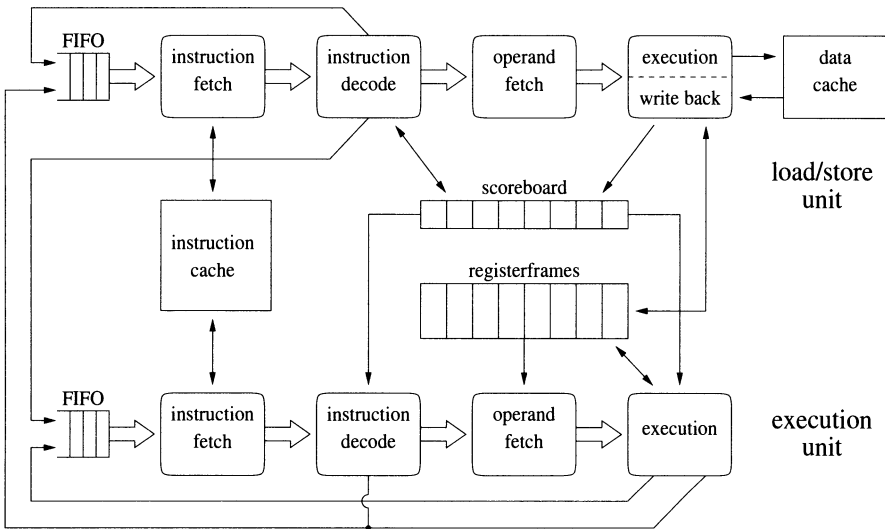 FIFO
instruction
fetch
instruction
decode
operand
fetch
execution
write back
data
cache
load/store
unit
scoreboard
instruction
cache
registerframes
FIFO
instruction
fetch
instruction
decode
operand
fetch
execution
execution
unit